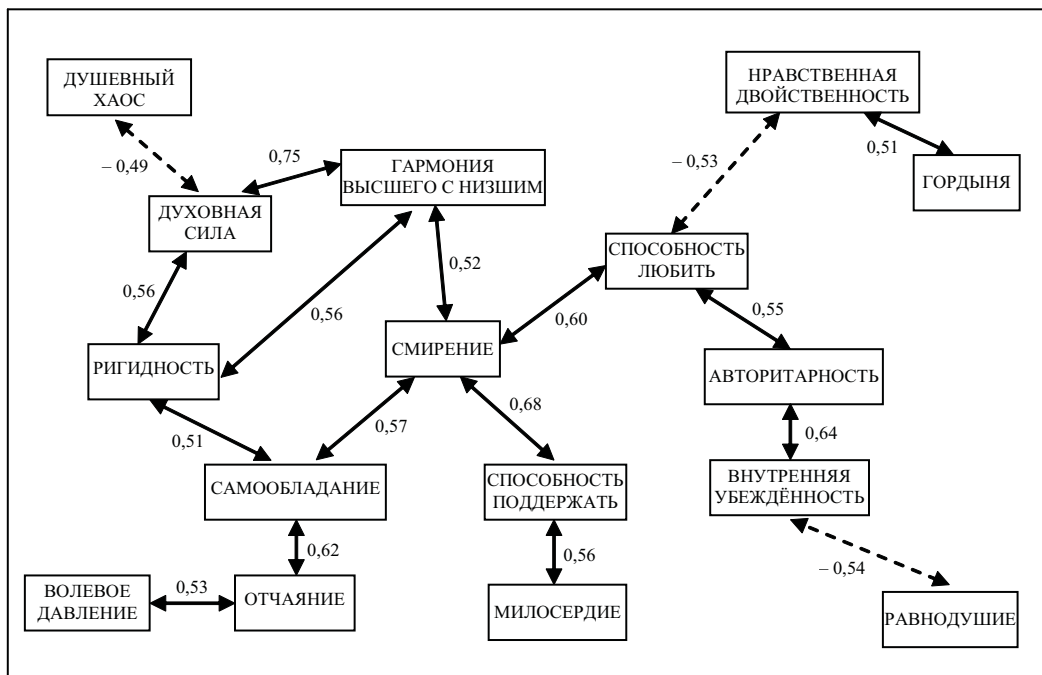 ДУШЕВНЫЙ
ХАОС
НРАВСТВЕННАЯ
ДВОЙСТВЕННОСТЬ
– 0,49
0,75
ГАРМОНИЯ
ВЫСШЕГО С НИЗШИМ
– 0,53
0,51
ГОРДЫНЯ
ДУХОВНАЯ
СИЛА
СПОСОБНОСТЬ
ЛЮБИТЬ
0,56
0,56
0,52
0,60
0,55
РИГИДНОСТЬ
СМИРЕНИЕ
АВТОРИТАРНОСТЬ
0,51
0,57
0,68
0,64
САМООБЛАДАНИЕ
СПОСОБНОСТЬ
ПОДДЕРЖАТЬ
ВНУТРЕННЯЯ
УБЕЖДЁННОСТЬ
0,62
0,56
– 0,54
ВОЛЕВОЕ
ДАВЛЕНИЕ
0,53
ОТЧАЯНИЕ
МИЛОСЕРДИЕ
РАВНОДУШИЕ